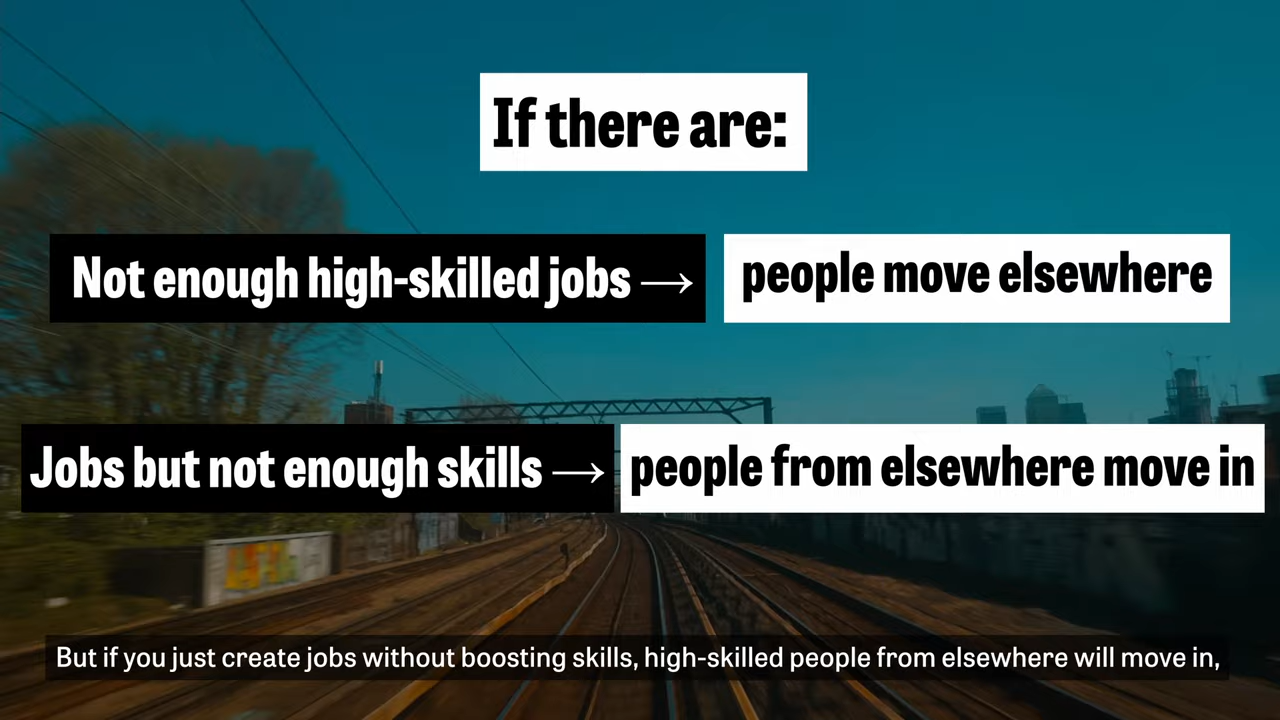 If there are:
Not enough high-skilled jobs → people move elsewhere
Jobs but not enough skills → people from elsewhere move in
But if you just create jobs without boosting skills, high-skilled people from elsewhere will move in,